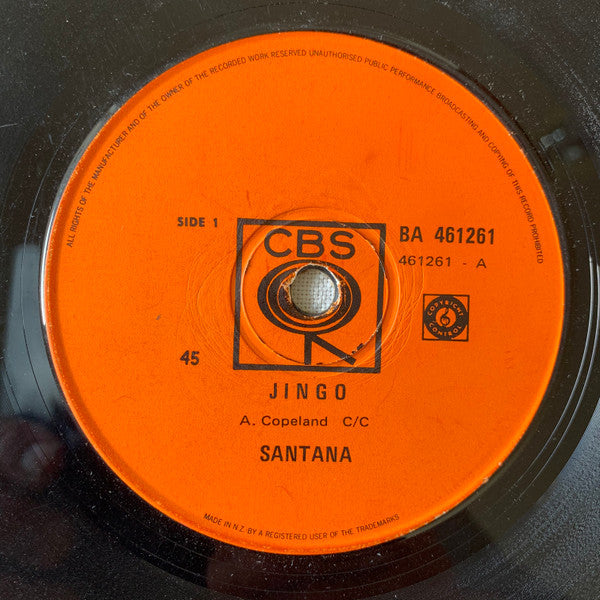 ALL RIGHTS OF THE MANUFACTURER AND OF THE OWNER OF THE RECORDED WORK RESERVED UNAUTHORISED PUBLIC PERFORMANCE BROADCASTING AND COPYING OF THIS RECORD PROHIBITED
SIDE 1
CBS
BA 461261
461261 - A
COPYRIGHT CONTROL
45
JINGO
A. Copeland C/C
SANTANA
MADE IN N.Z. BY A REGISTERED USER OF THE TRADEMARKS